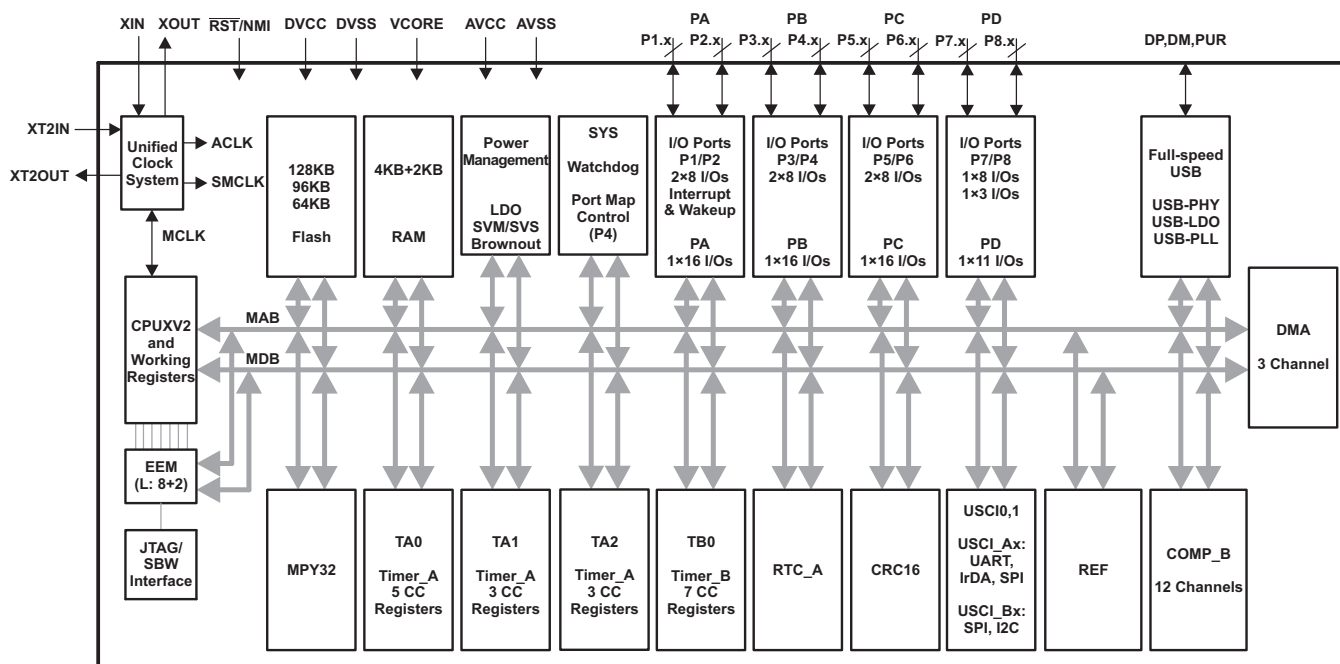 XIN XOUT RST/NMI DVCC DVSS VCORE AVCC AVSS
PA PB PC PD
P1.x P2.x P3.x P4.x P5.x P6.x P7.x P8.x
DP,DM,PUR
XT2IN
XT2OUT
Unified
Clock
System
ACLK
SMCLK
MCLK
128KB
96KB
64KB
Flash
4KB+2KB
RAM
Power
Management
LDO
SVM/SVS
Brownout
SYS
Watchdog
Port Map
Control
(P4)
I/O Ports
P1/P2
2×8 I/Os
Interrupt
& Wakeup
PA
1×16 I/Os
I/O Ports
P3/P4
2×8 I/Os
PB
1×16 I/Os
I/O Ports
P5/P6
2×8 I/Os
PC
1×16 I/Os
I/O Ports
P7/P8
1×8 I/Os
1×3 I/Os
PD
1×11 I/Os
Full-speed
USB
USB-PHY
USB-LDO
USB-PLL
CPUXV2
and
Working
Registers
MAB
MDB
DMA
3 Channel
EEM
(L: 8+2)
JTAG/
SBW
Interface
MPY32
TA0
Timer_A
5 CC
Registers
TA1
Timer_A
3 CC
Registers
TA2
Timer_A
3 CC
Registers
TB0
Timer_B
7 CC
Registers
RTC_A
CRC16
USCI0,1
USCI_Ax:
UART,
IrDA, SPI
USCI_Bx:
SPI, I2C
REF
COMP_B
12 Channels